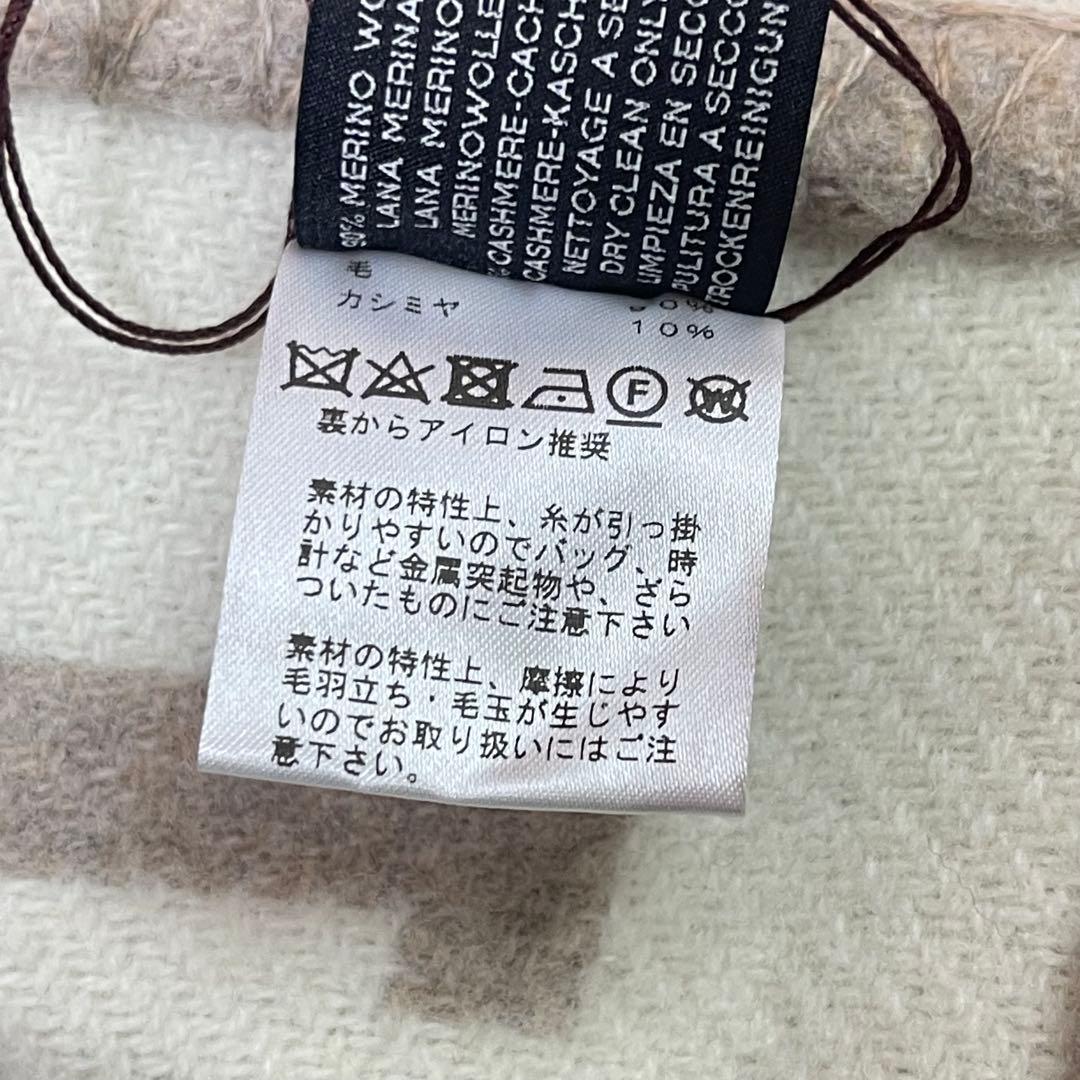 90% MERINO WO
LANA MERINA
LANA MERINO
MERINOWOLLE
CASHMERE-CACH
CASHMERE-KASCH
NETTOYAGE A SE
DRY CLEAN ONLY
LIMPIEZA EN SECO
PULITURA A SECCO
TROCKENREINIGUN
毛
カシミヤ 10%
F
W
裏からアイロン推奨
素材の特性上、糸が引っ掛
かりやすいのでバッグ、時
計など金属突起物や、ざら
ついたものにご注意下さい
素材の特性上、摩擦により
毛羽立ち・毛玉が生じやす
いのでお取り扱いにはご注
意下さい。